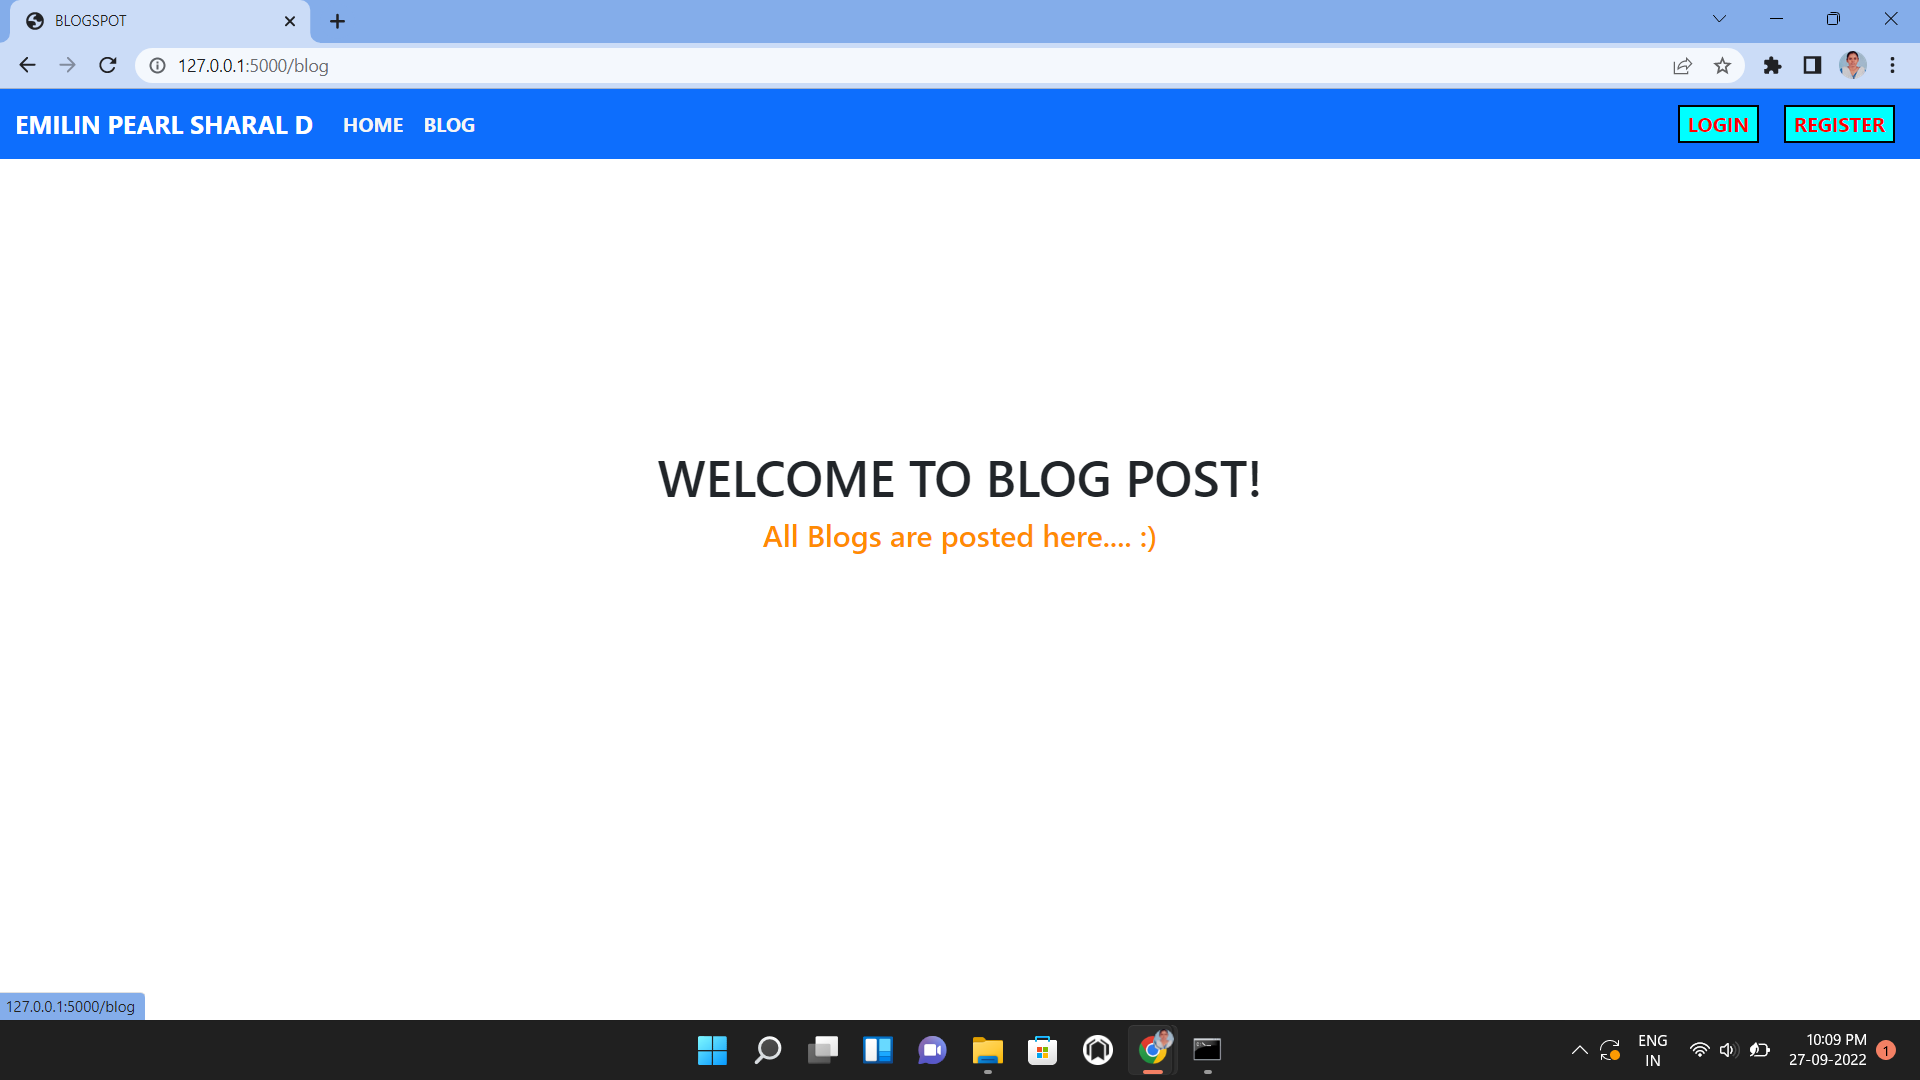 BLOGSPOT
127.0.0.1:5000/blog
EMILIN PEARL SHARAL D HOME BLOG LOGIN REGISTER
WELCOME TO BLOG POST!
All Blogs are posted here.... :)
127.0.0.1:5000/blog
ENG
IN
10:09 PM
27-09-2022
1